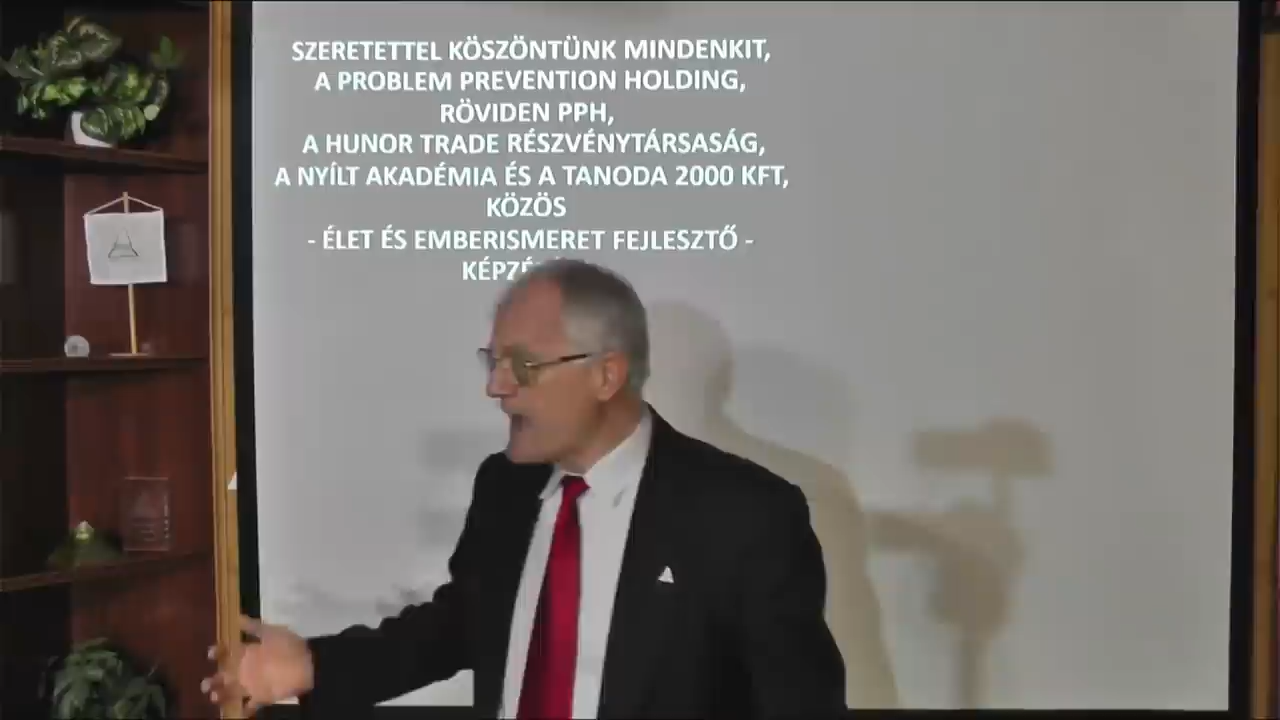 SZERETETTEL KÖSZÖNTÜNK MINDENKIT,
A PROBLEM PREVENTION HOLDING,
RÖVIDEN PPH,
A HUNOR TRADE RÉSZVÉNYTÁRSASÁG,
A NYÍLT AKADÉMIA ÉS A TANODA 2000 KFT,
KÖZÖS
- ÉLET ÉS EMBERISMERET FEJLESZTŐ -